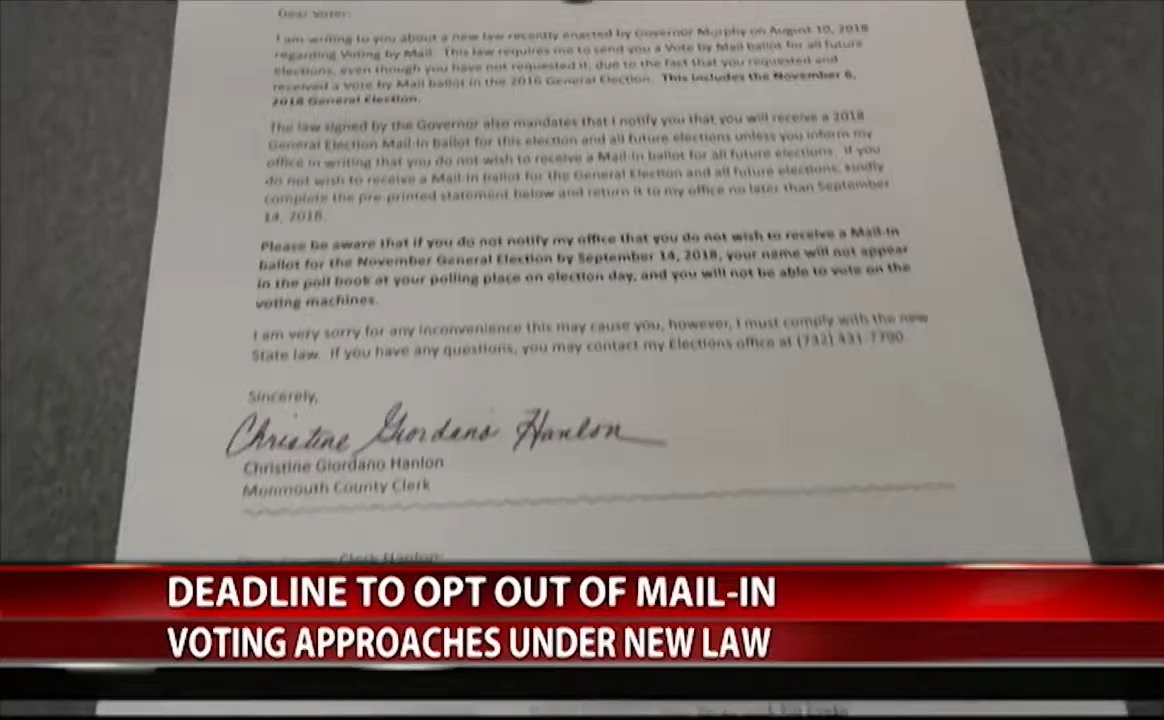 Dear Voter:
I am writing to you about a new law recently enacted by Governor Murphy on August 10, 2018
regarding Voting by Mail. This law requires me to send you a Vote by Mail ballot for all future
elections, even though you have not requested it, due to the fact that you requested and
received a Vote by Mail ballot in the 2016 General Election. This includes the November 6,
2018 General Election.
The law signed by the Governor also mandates that I notify you that you will receive a 2018
General Election Mail-In ballot for this election and all future elections unless you inform my
office in writing that you do not wish to receive a Mail-In ballot for all future elections. If you
do not wish to receive a Mail-In ballot for the General Election and all future elections, kindly
complete the pre-printed statement below and return it to my office no later than September
14, 2018.
Please be aware that if you do not notify my office that you do not wish to receive a Mail-In
ballot for the November General Election by September 14, 2018, your name will not appear
in the poll book at your polling place on election day, and you will not be able to vote on the
voting machines.
I am very sorry for any inconvenience this may cause you, however, I must comply with the new
State law. If you have any questions, you may contact my Elections office at (732) 431-7790.
Sincerely,
Christine Giordano Hanlon
Christine Giordano Hanlon
Monmouth County Clerk
Clerk Hanlon:
DEADLINE TO OPT OUT OF MAIL-IN
VOTING APPROACHES UNDER NEW LAW